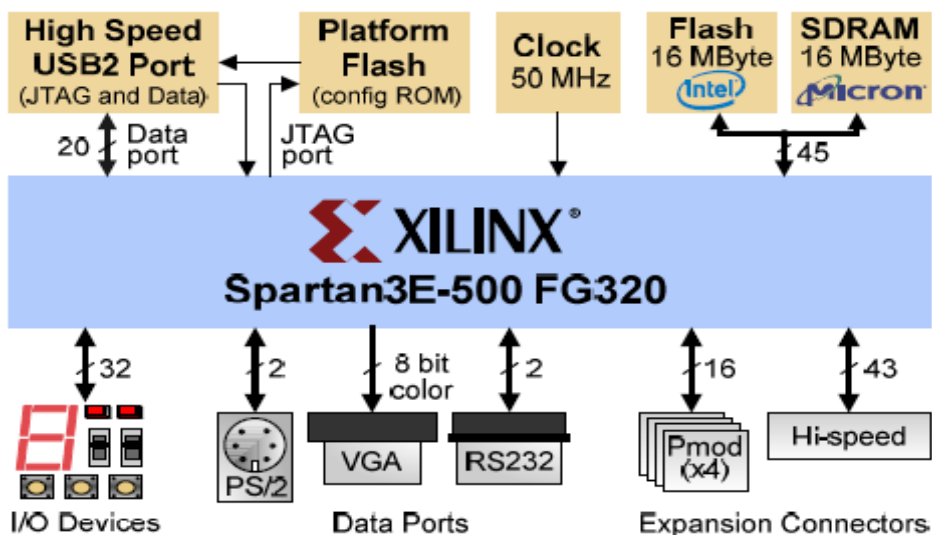 High Speed
USB2 Port
(JTAG and Data)
Platform
Flash
(config ROM)
Clock
50 MHz
Flash
16 MByte
intel
SDRAM
16 MByte
Micron
20
Data
port
JTAG
port
45
XILINX®
Spartan3E-500 FG320
32
2
8 bit
color
2
16
43
PS/2
VGA
RS232
Pmod
(x4)
Hi-speed
I/O Devices
Data Ports
Expansion Connectors